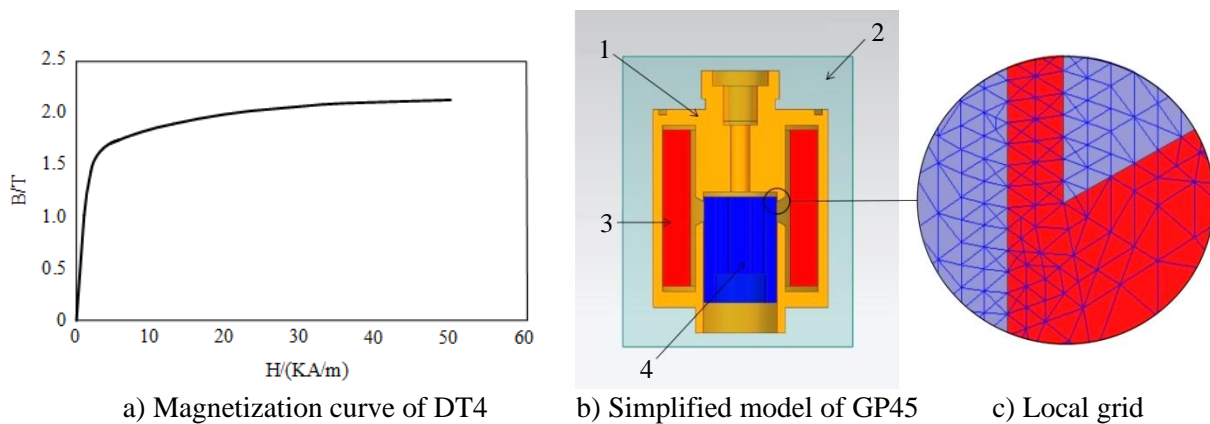 2.5
2.0
1.5
1.0
0.5
0
B/T
0 10 20 30 40 50 60
H/(KA/m)
a) Magnetization curve of DT4
1
2
3
4
b) Simplified model of GP45
c) Local grid